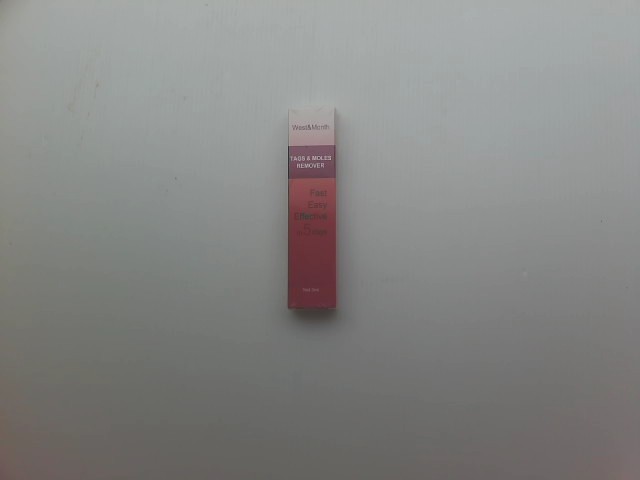 West&Month
TAGS & MOLES
REMOVER
Fast
Easy
Effective